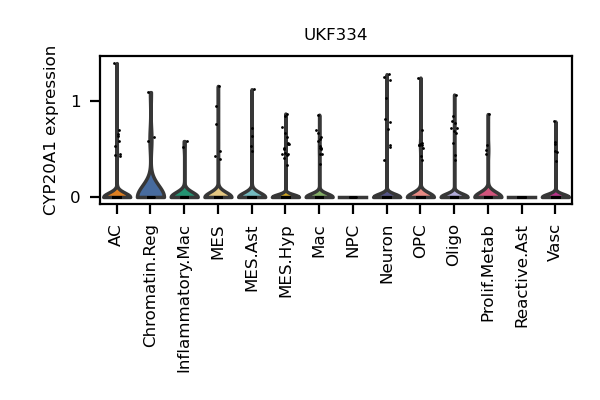 UKF334
CYP20A1 expression
1
0
AC
Chromatin.Reg
Inflammatory.Mac
MES
MES.Ast
MES.Hyp
Mac
NPC
Neuron
OPC
Oligo
Prolif.Metab
Reactive.Ast
Vasc